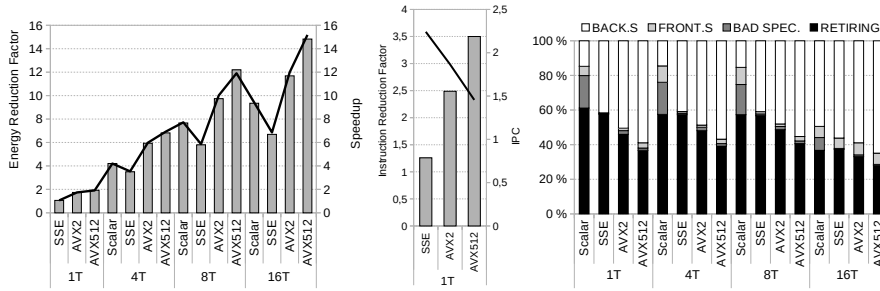 Energy Reduction Factor
16
14
12
10
8
6
4
2
0
16
14
12
10
8
6
4
2
0
Speedup
SSE
AVX2
AVX512
Scalar
SSE
AVX2
AVX512
Scalar
SSE
AVX2
AVX512
Scalar
SSE
AVX2
AVX512
1T
4T
8T
16T
Instruction Reduction Factor
4
3,5
3
2,5
2
1,5
1
0,5
0
2,5
2
1,5
1
0,5
0
IPC
SSE
AVX2
AVX512
1T
BACK.S FRONT.S BAD SPEC. RETIRING
100 %
80 %
60 %
40 %
20 %
0 %
Scalar
SSE
AVX2
AVX512
Scalar
SSE
AVX2
AVX512
Scalar
SSE
AVX2
AVX512
Scalar
SSE
AVX2
AVX512
1T
4T
8T
16T